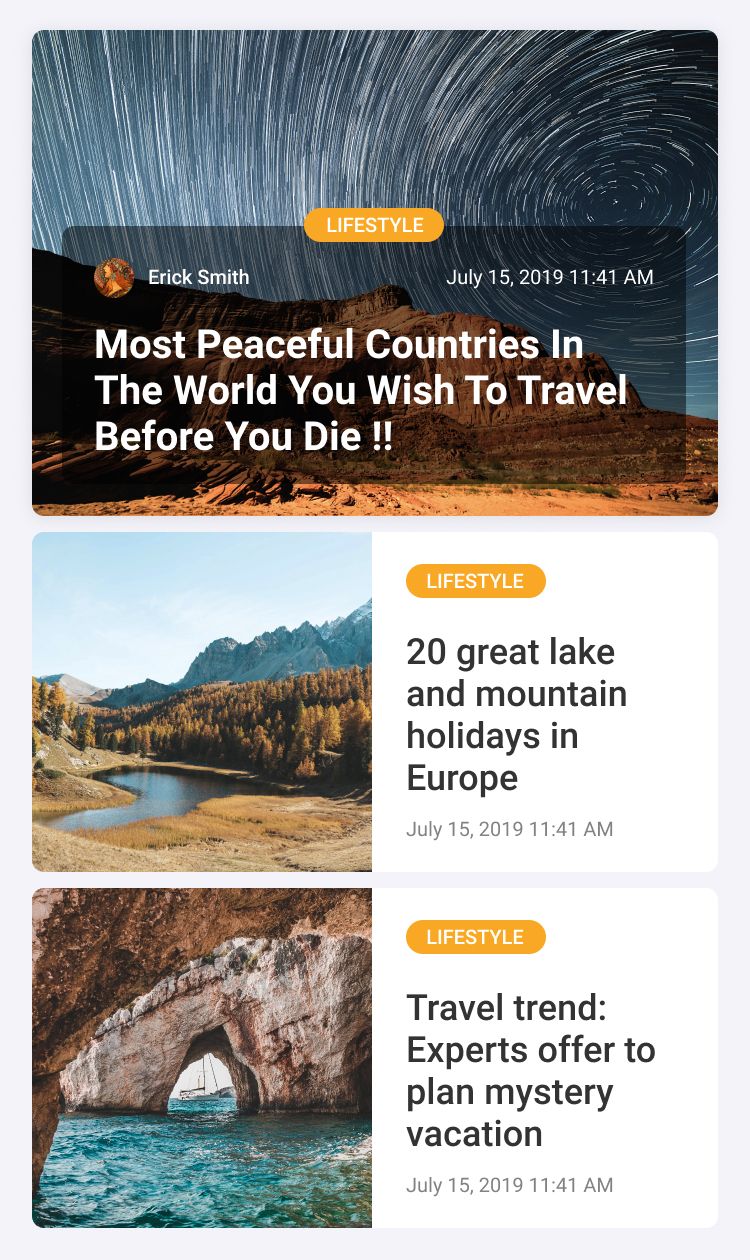 LIFESTYLE
Erick Smith
July 15, 2019 11:41 AM
Most Peaceful Countries In
The World You Wish To Travel
Before You Die !!
LIFESTYLE
20 great lake
and mountain
holidays in
Europe
July 15, 2019 11:41 AM
LIFESTYLE
Travel trend:
Experts offer to
plan mystery
vacation
July 15, 2019 11:41 AM